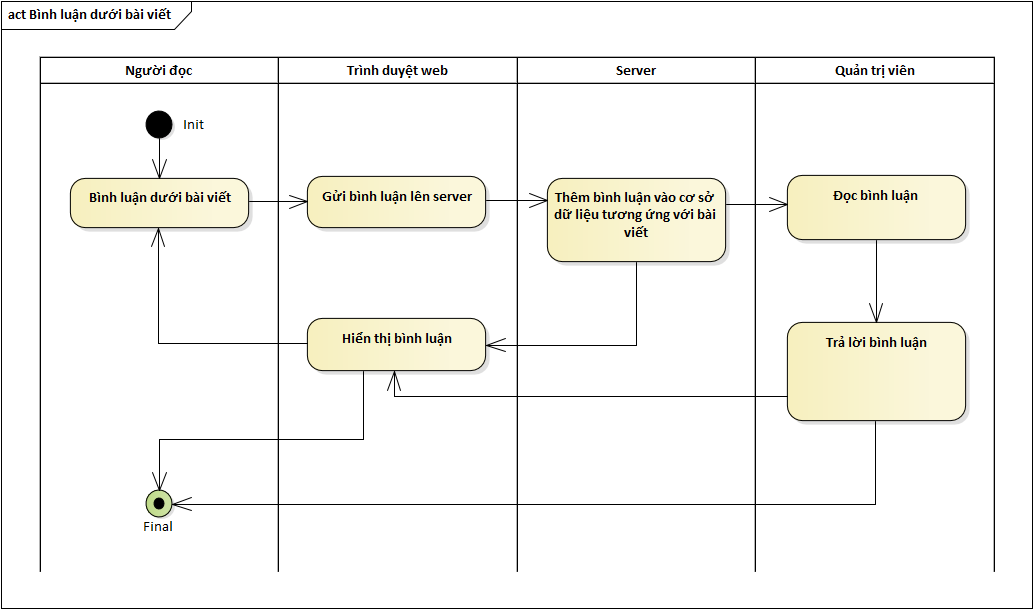 act Bình luận dưới bài viết
Người đọc
Trình duyệt web
Server
Quản trị viên
Init
Bình luận dưới bài viết
Gửi bình luận lên server
Thêm bình luận vào cơ sở
dữ liệu tương ứng với bài
viết
Đọc bình luận
Hiển thị bình luận
Trả lời bình luận
Final